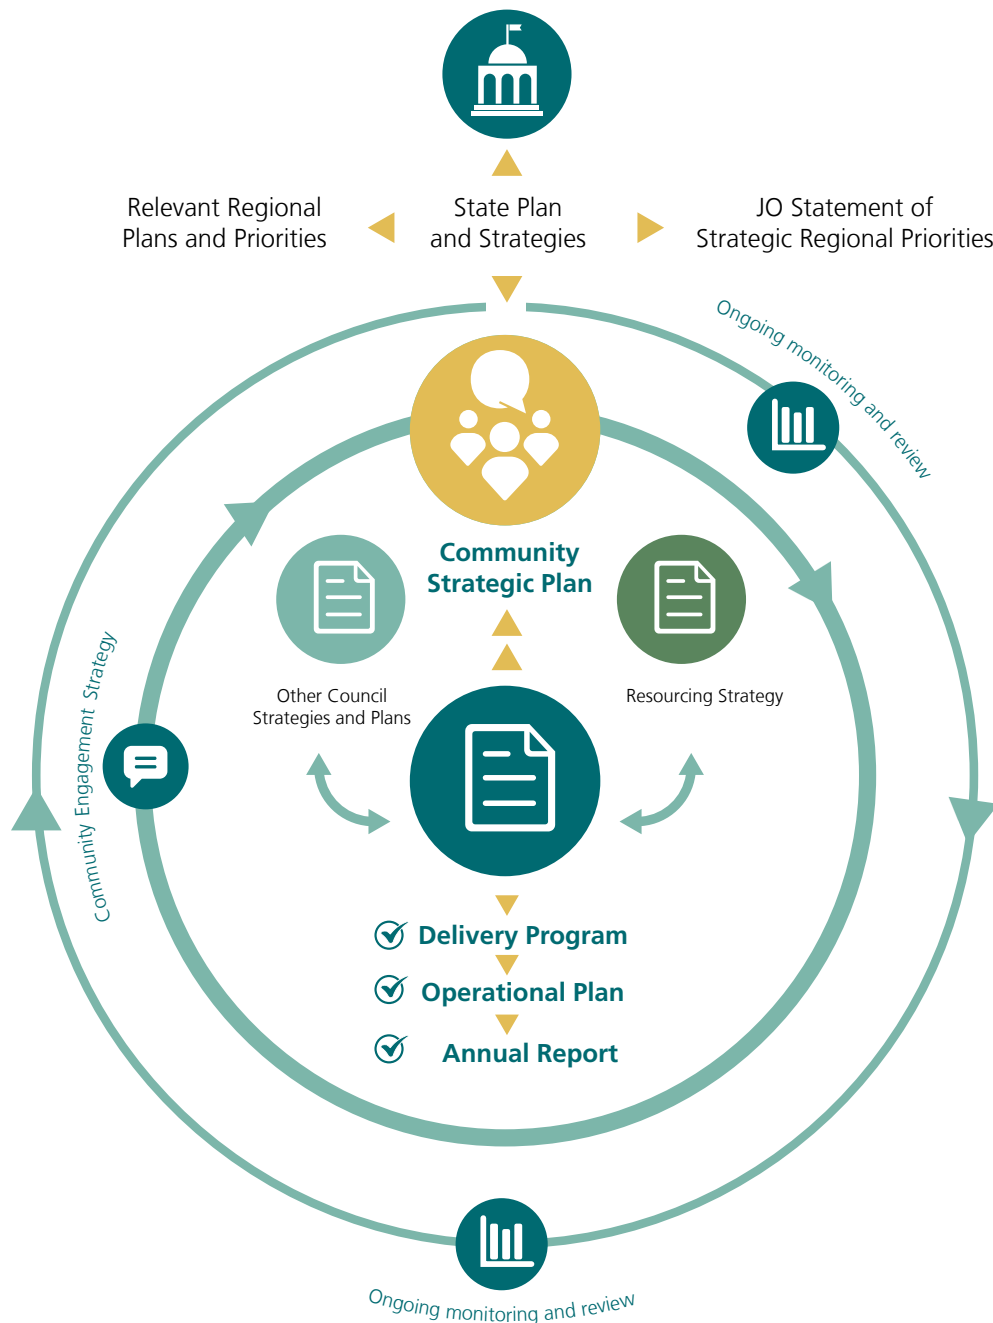 Relevant Regional
Plans and Priorities
State Plan
and Strategies
JO Statement of
Strategic Regional Priorities
Ongoing monitoring and review
Community
Strategic Plan
Community Engagement Strategy
Other Council
Strategies and Plans
Resourcing Strategy
Delivery Program
Operational Plan
Annual Report
Ongoing monitoring and review